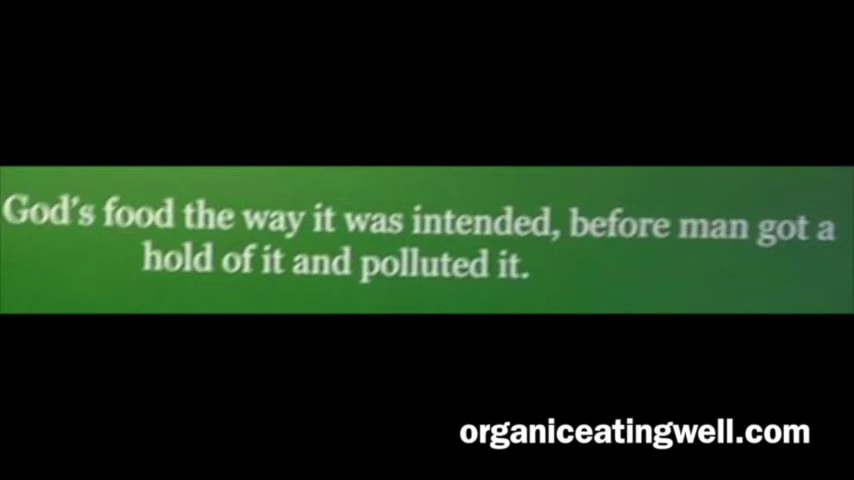 God's food the way it was intended, before man got a
hold of it and polluted it.
organiceatingwell.com